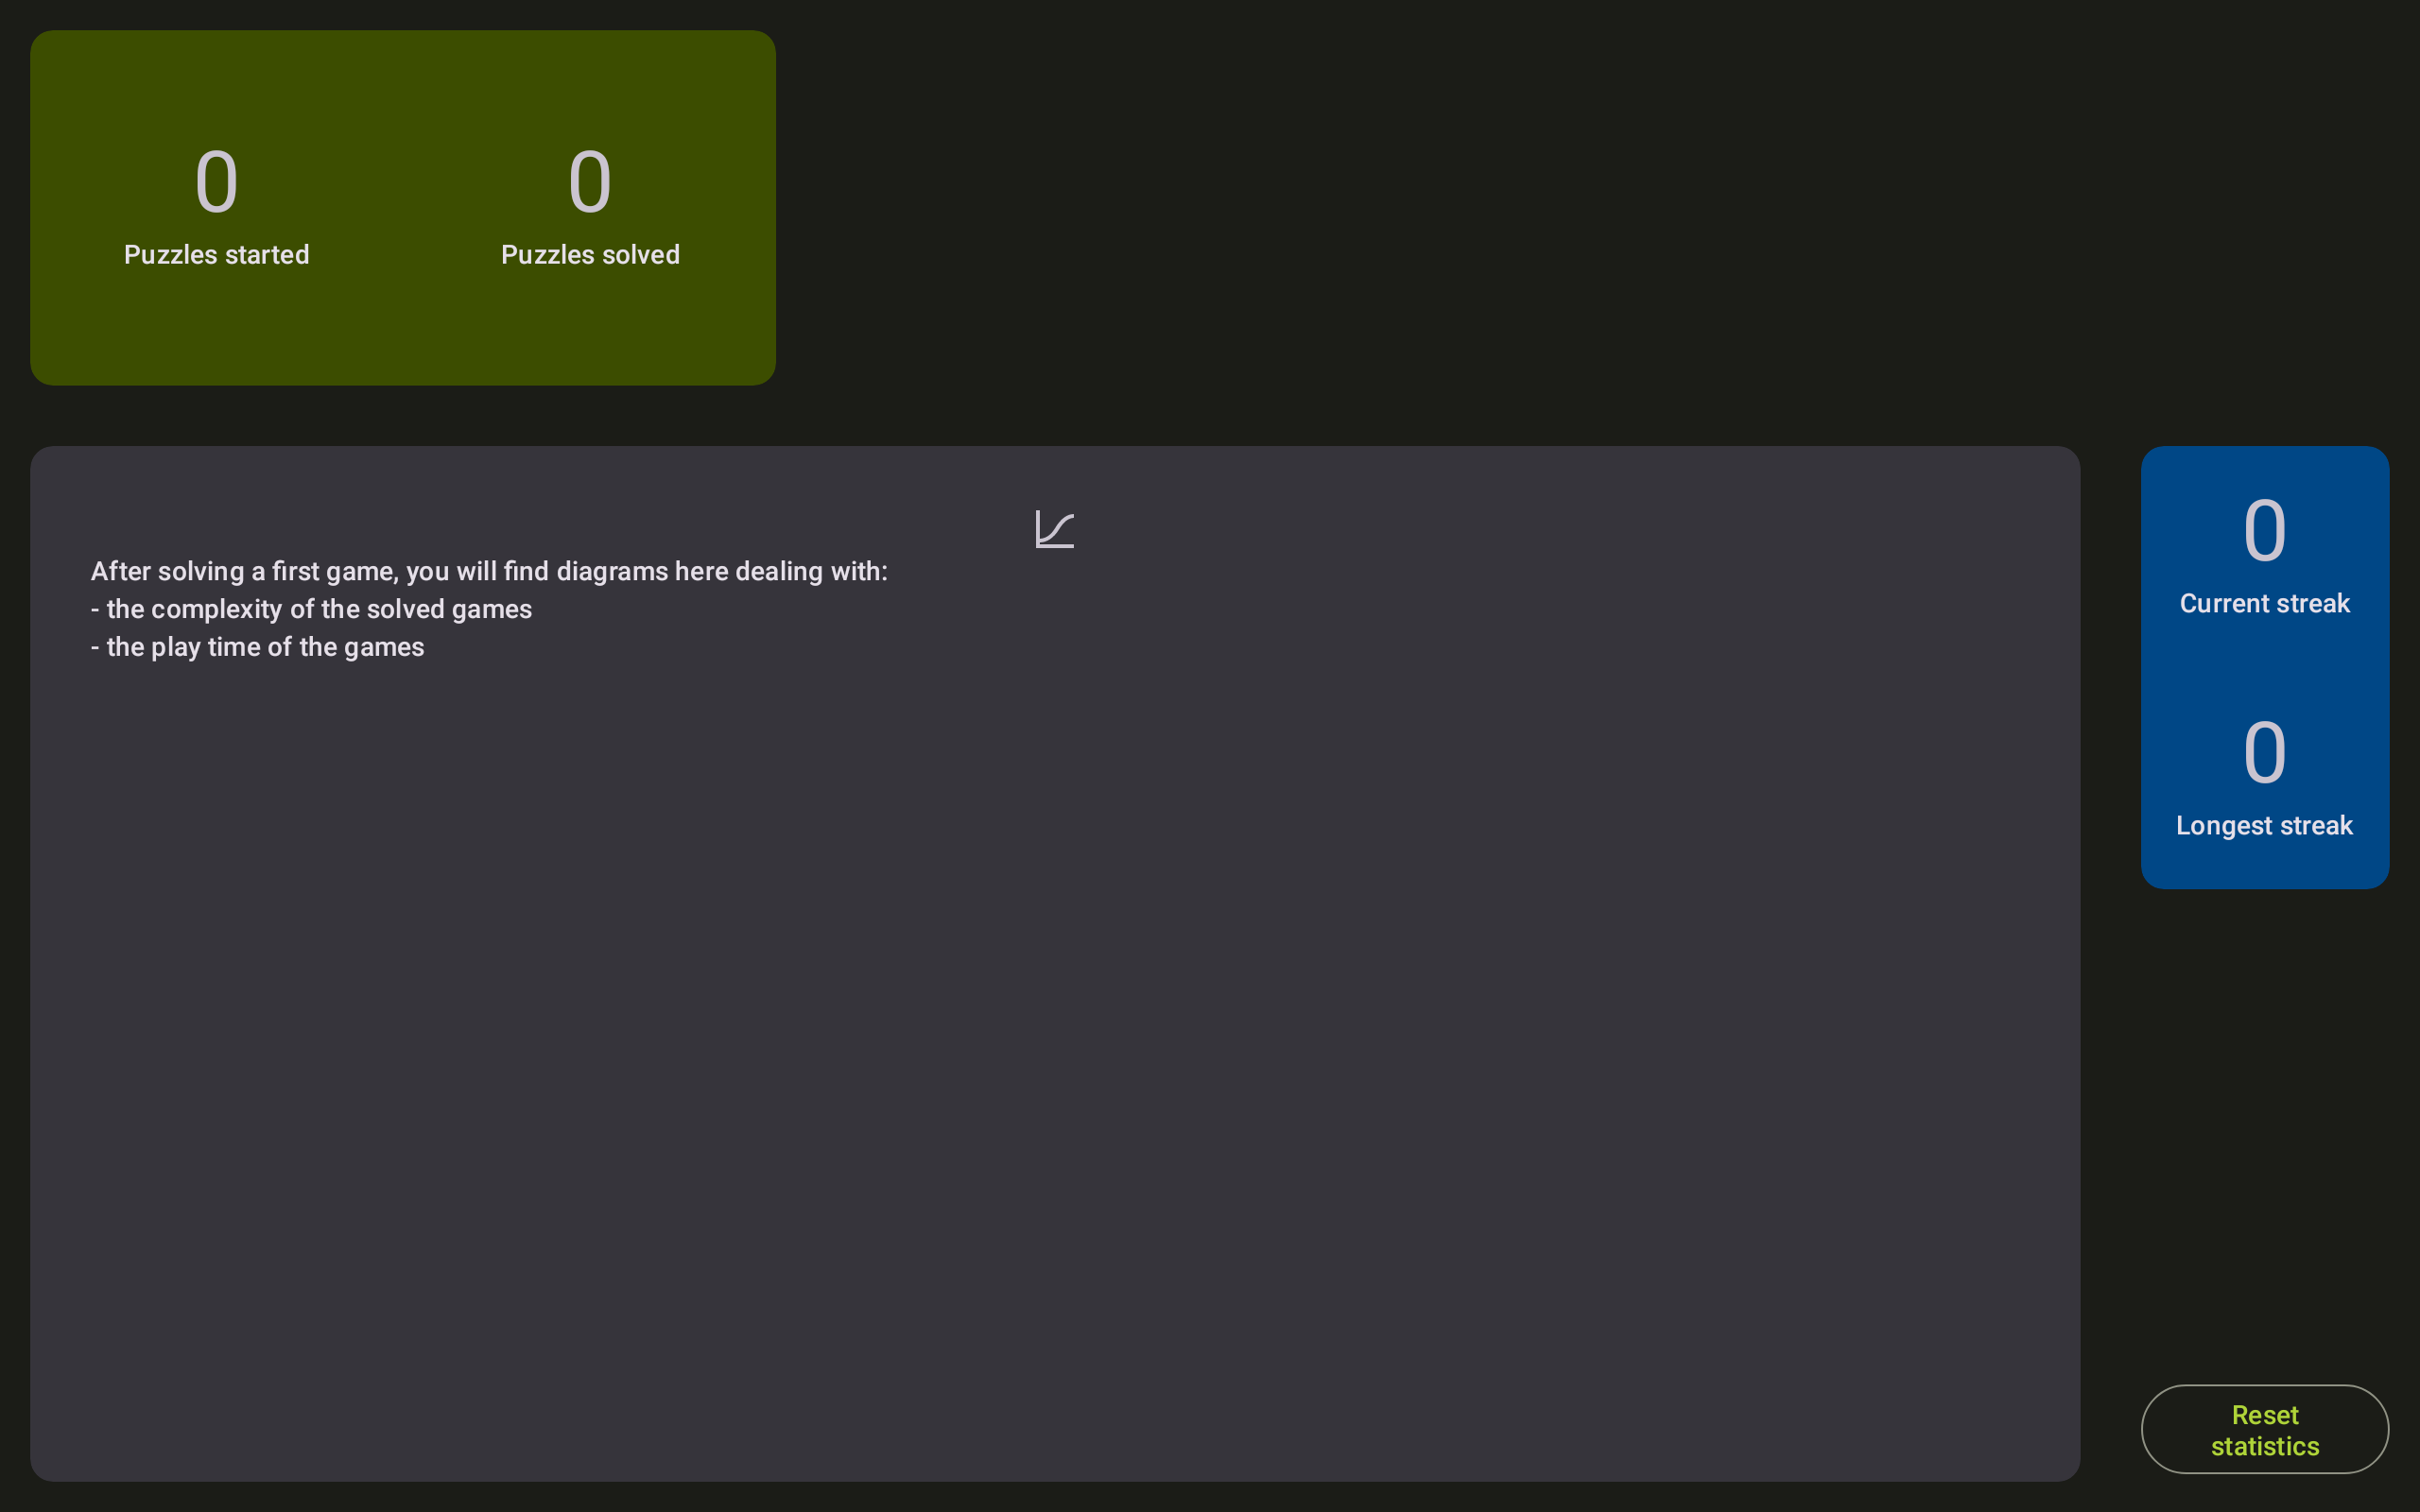 0
Puzzles started
0
Puzzles solved
After solving a first game, you will find diagrams here dealing with:
- the complexity of the solved games
- the play time of the games
0
Current streak
0
Longest streak
Reset
statistics